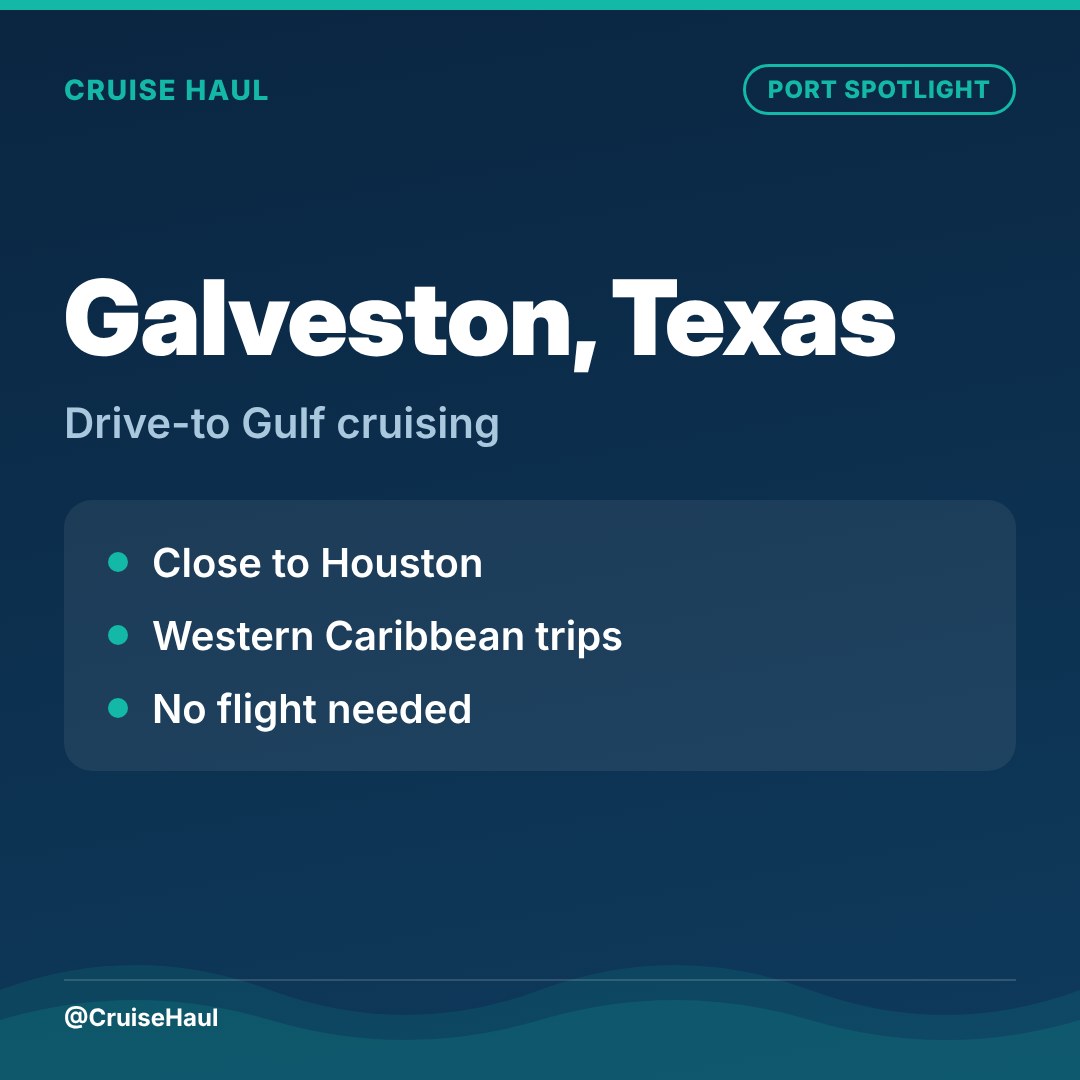 CRUISE HAUL
PORT SPOTLIGHT
Galveston, Texas
Drive-to Gulf cruising
Close to Houston
Western Caribbean trips
No flight needed
@CruiseHaul